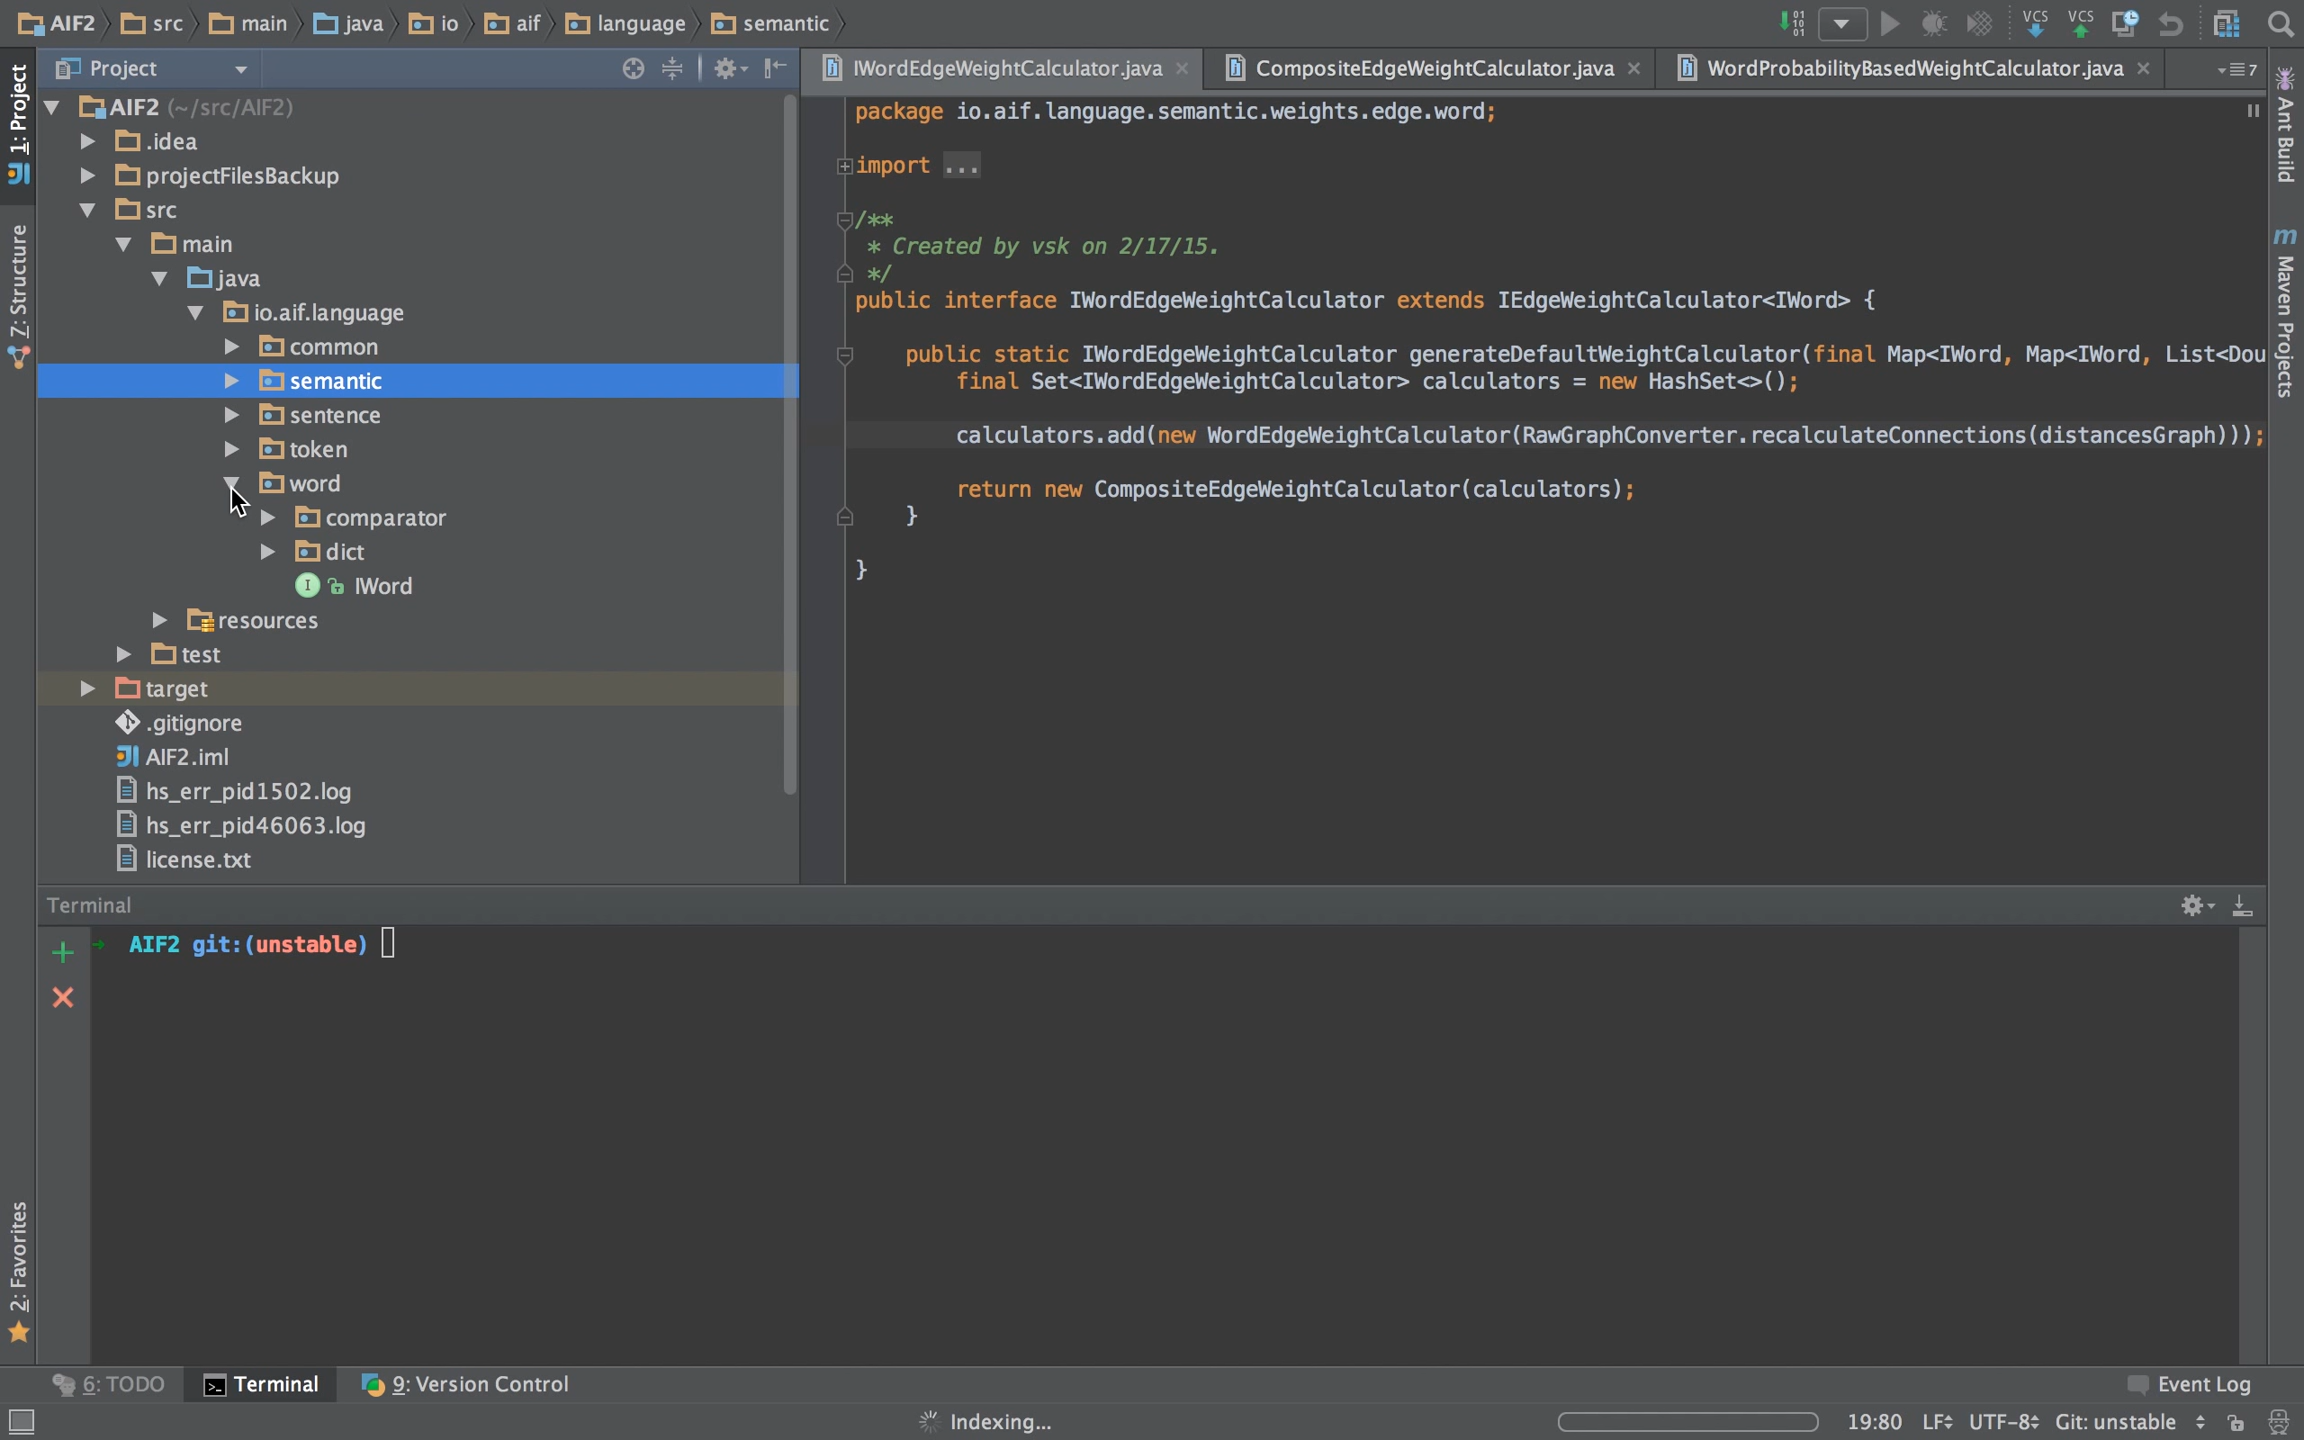 AIF2 src main java io aif language semantic
Project
IWordEdgeWeightCalculator.java
CompositeEdgeWeightCalculator.java
WordProbabilityBasedWeightCalculator.java
7
1: Project
Z: Structure
2: Favorites
Ant Build
m Maven Projects
AIF2 (~/src/AIF2)
.idea
projectFilesBackup
src
main
java
io.aif.language
common
semantic
sentence
token
word
comparator
dict
IWord
resources
test
target
.gitignore
AIF2.iml
hs_err_pid1502.log
hs_err_pid46063.log
license.txt
package io.aif.language.semantic.weights.edge.word;
import ...
/**
* Created by vsk on 2/17/15.
*/
public interface IWordEdgeWeightCalculator extends IEdgeWeightCalculator<IWord> {
public static IWordEdgeWeightCalculator generateDefaultWeightCalculator(final Map<IWord, Map<IWord, List<Dou
final Set<IWordEdgeWeightCalculator> calculators = new HashSet<>();
calculators.add(new WordEdgeWeightCalculator(RawGraphConverter.recalculateConnections(distancesGraph)));
return new CompositeEdgeWeightCalculator(calculators);
}
}
VCS VCS
Terminal
→ AIF2 git:(unstable)
6: TODO Terminal 9: Version Control Event Log
Indexing... 19:80 LF UTF-8 Git: unstable